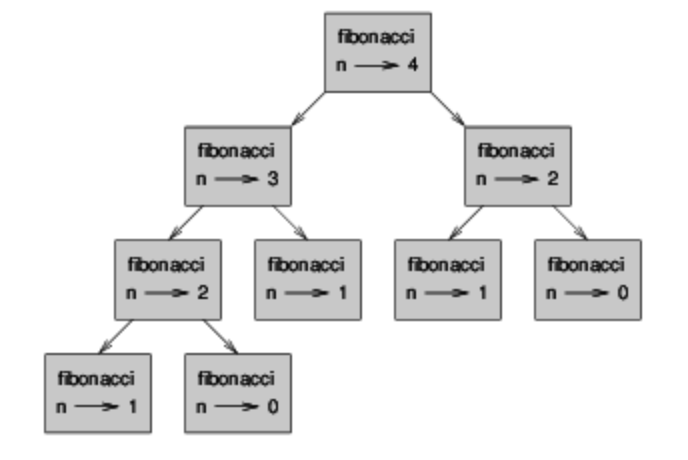 fibonacci
n → 4
fibonacci
n → 3
fibonacci
n → 2
fibonacci
n → 2
fibonacci
n → 1
fibonacci
n → 1
fibonacci
n → 0
fibonacci
n → 1
fibonacci
n → 0